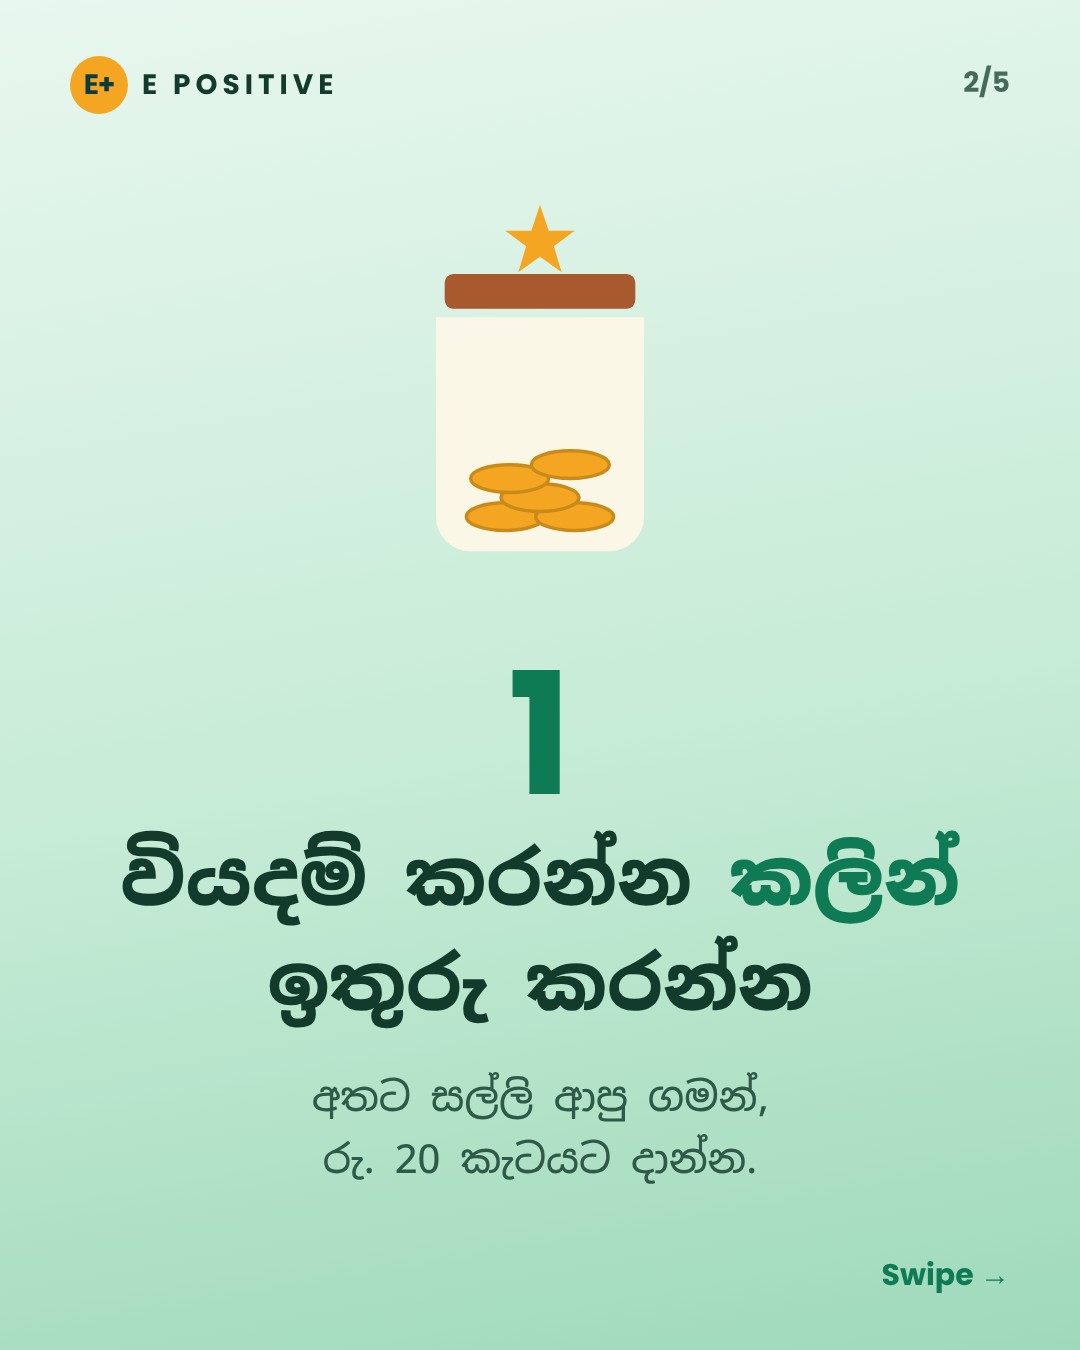 E+ E POSITIVE
2/5
1
වියදම් කරන්න කලින්
ඉතුරු කරන්න
අතට සල්ලි ආපු ගමන්,
රු. 20 කැටයට දාන්න.
Swipe →